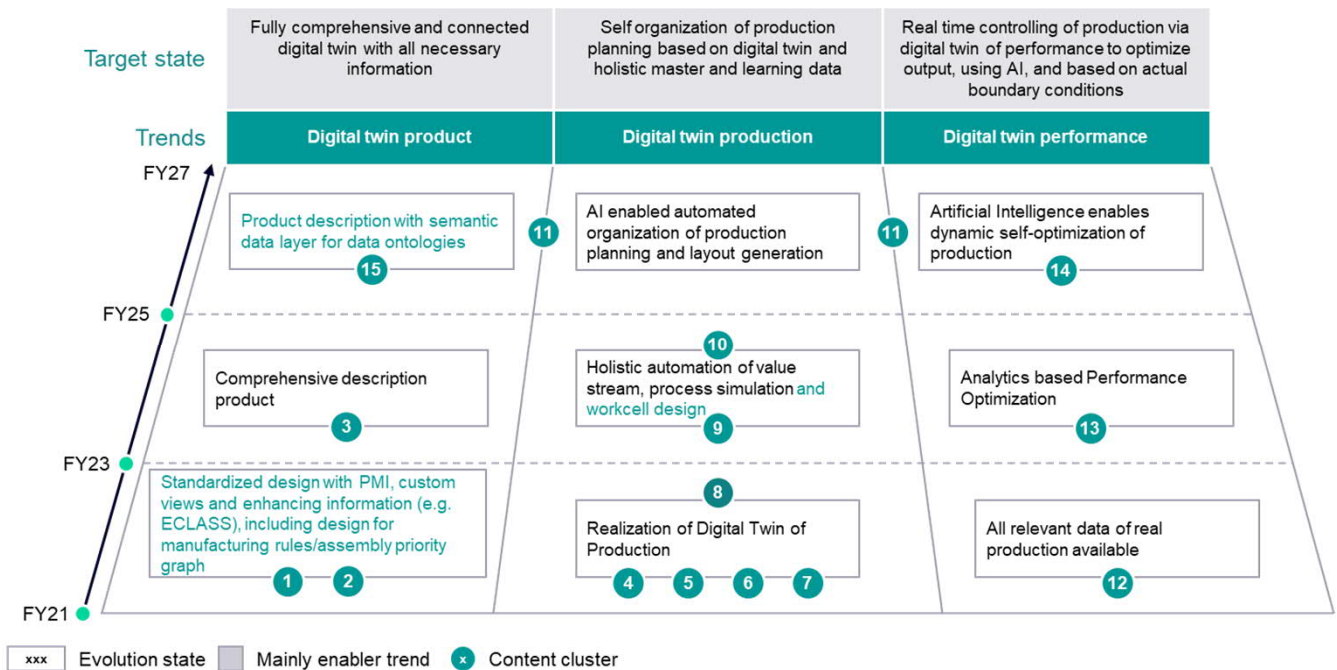 Target state
Fully comprehensive and connected
digital twin with all necessary
information
Self organization of production
planning based on digital twin and
holistic master and learning data
Real time controlling of production via
digital twin of performance to optimize
output, using AI, and based on actual
boundary conditions
Trends
Digital twin product
Digital twin production
Digital twin performance
FY27
Product description with semantic
data layer for data ontologies
15
11
AI enabled automated
organization of production
planning and layout generation
11
Artificial Intelligence enables
dynamic self-optimization of
production
14
FY25
Comprehensive description
product
3
10
Holistic automation of value
stream, process simulation and
workcell design
9
Analytics based Performance
Optimization
13
FY23
Standardized design with PMI, custom
views and enhancing information (e.g.
ECLASS), including design for
manufacturing rules/assembly priority
graph
1 2
8
Realization of Digital Twin of
Production
4 5 6 7
All relevant data of real
production available
12
FY21
xxx Evolution state Mainly enabler trend x Content cluster